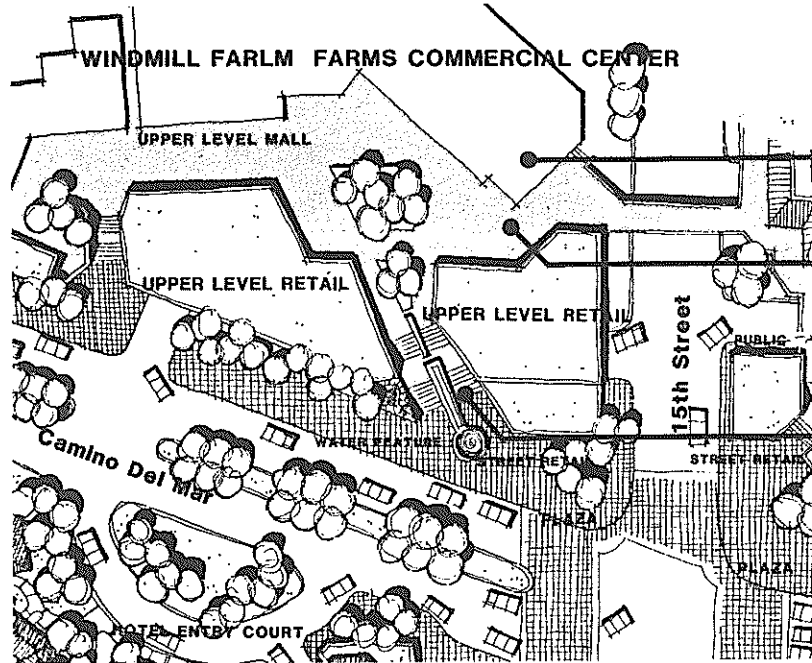 WINDMILL FARLM FARMS COMMERCIAL CENTER
UPPER LEVEL MALL
UPPER LEVEL RETAIL
UPPER LEVEL RETAIL
15th Street
PUBLIC
Camino Del Mar
WATER FEATURE
STREET RETAIL
STREET RETAIL
PLAZA
PLAZA
HOTEL ENTRY COURT